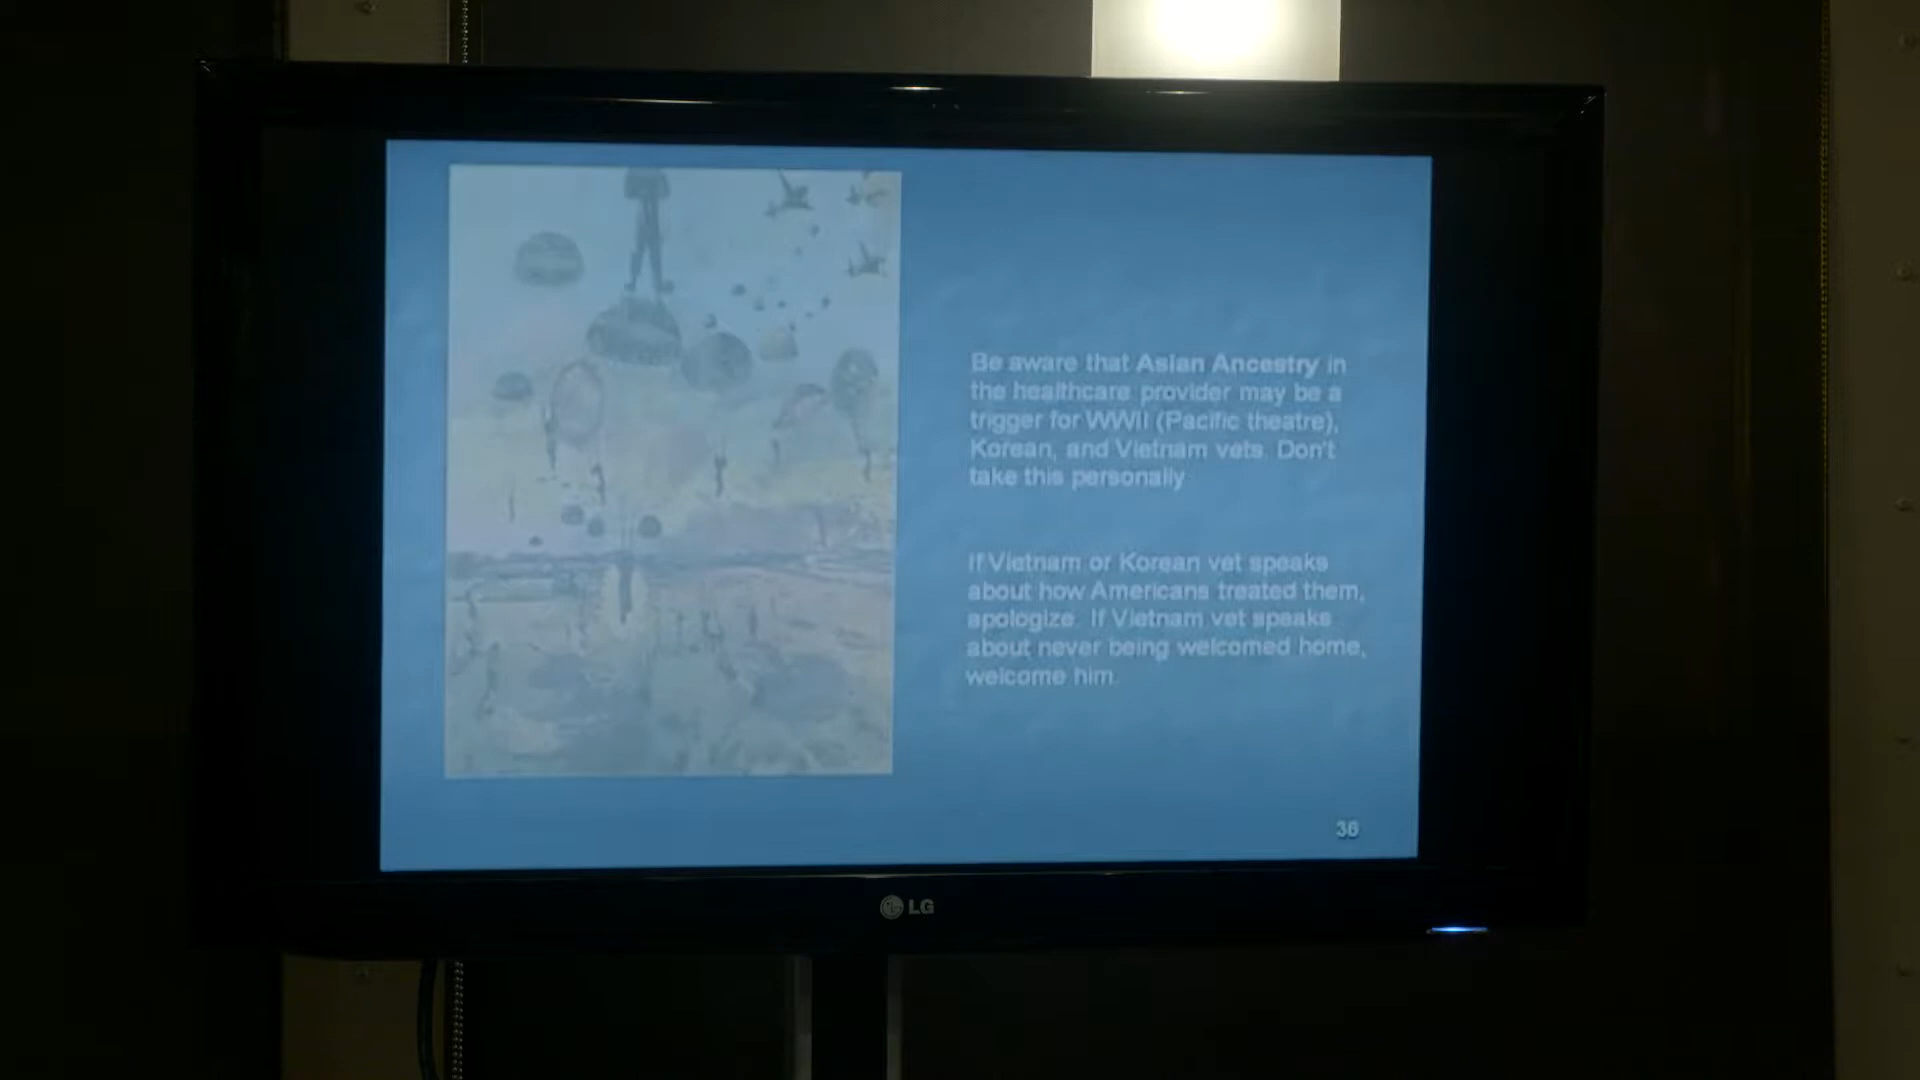 Be aware that Asian Ancestry in
the healthcare provider may be a
trigger for WWII (Pacific theatre),
Korean, and Vietnam vets. Don't
take this personally
If Vietnam or Korean vet speaks
about how Americans treated them,
apologize. If Vietnam vet speaks
about never being welcomed home,
welcome him.
36
LG